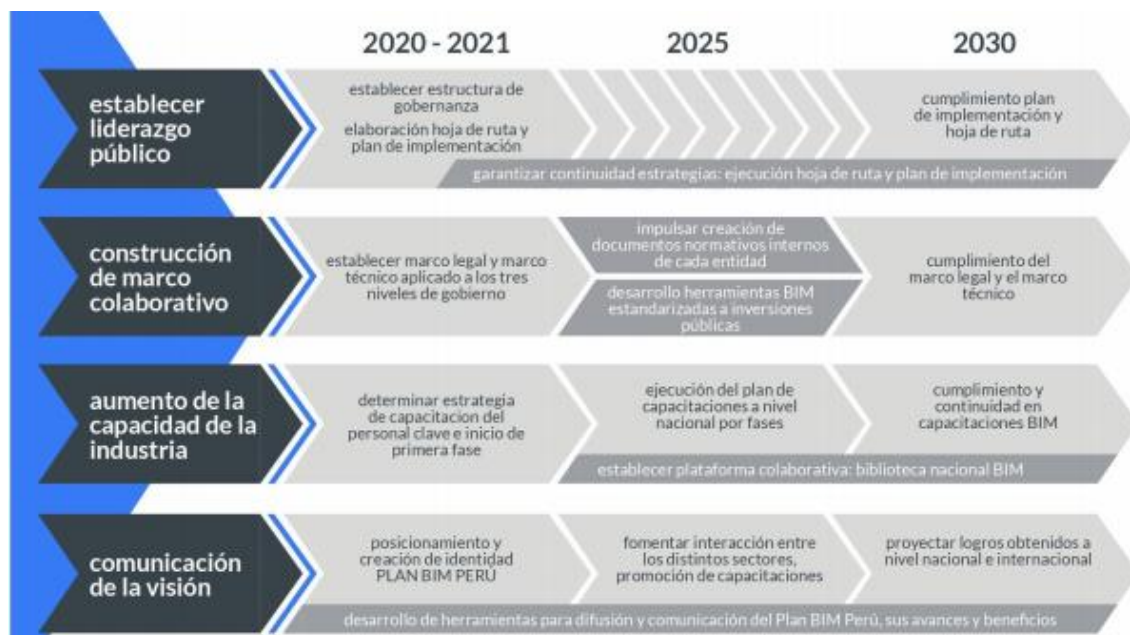 2020 - 2021
2025
2030
establecer
liderazgo
público
establecer estructura de
gobernanza
elaboración hoja de ruta y
plan de implementación
cumplimiento plan
de implementación y
hoja de ruta
garantizar continuidad estrategias: ejecución hoja de ruta y plan de implementación
construcción
de marco
colaborativo
establecer marco legal y marco
técnico aplicado a los tres
niveles de gobierno
impulsar creación de
documentos normativos internos
de cada entidad
desarrollo herramientas BIM
estandarizadas a inversiones
públicas
cumplimiento del
marco legal y el marco
técnico
aumento de la
capacidad de la
industria
determinar estrategia
de capacitacion del
personal clave e inicio de
primera fase
ejecución del plan de
capacitaciones a nivel
nacional por fases
cumplimiento y
continuidad en
capacitaciones BIM
establecer plataforma colaborativa: biblioteca nacional BIM
comunicación
de la visión
posicionamiento y
creación de identidad
PLAN BIM PERÚ
fomentar interacción entre
los distintos sectores,
promoción de capacitaciones
proyectar logros obtenidos a
nivel nacional e internacional
desarrollo de herramientas para difusión y comunicación del Plan BIM Perú, sus avances y beneficios